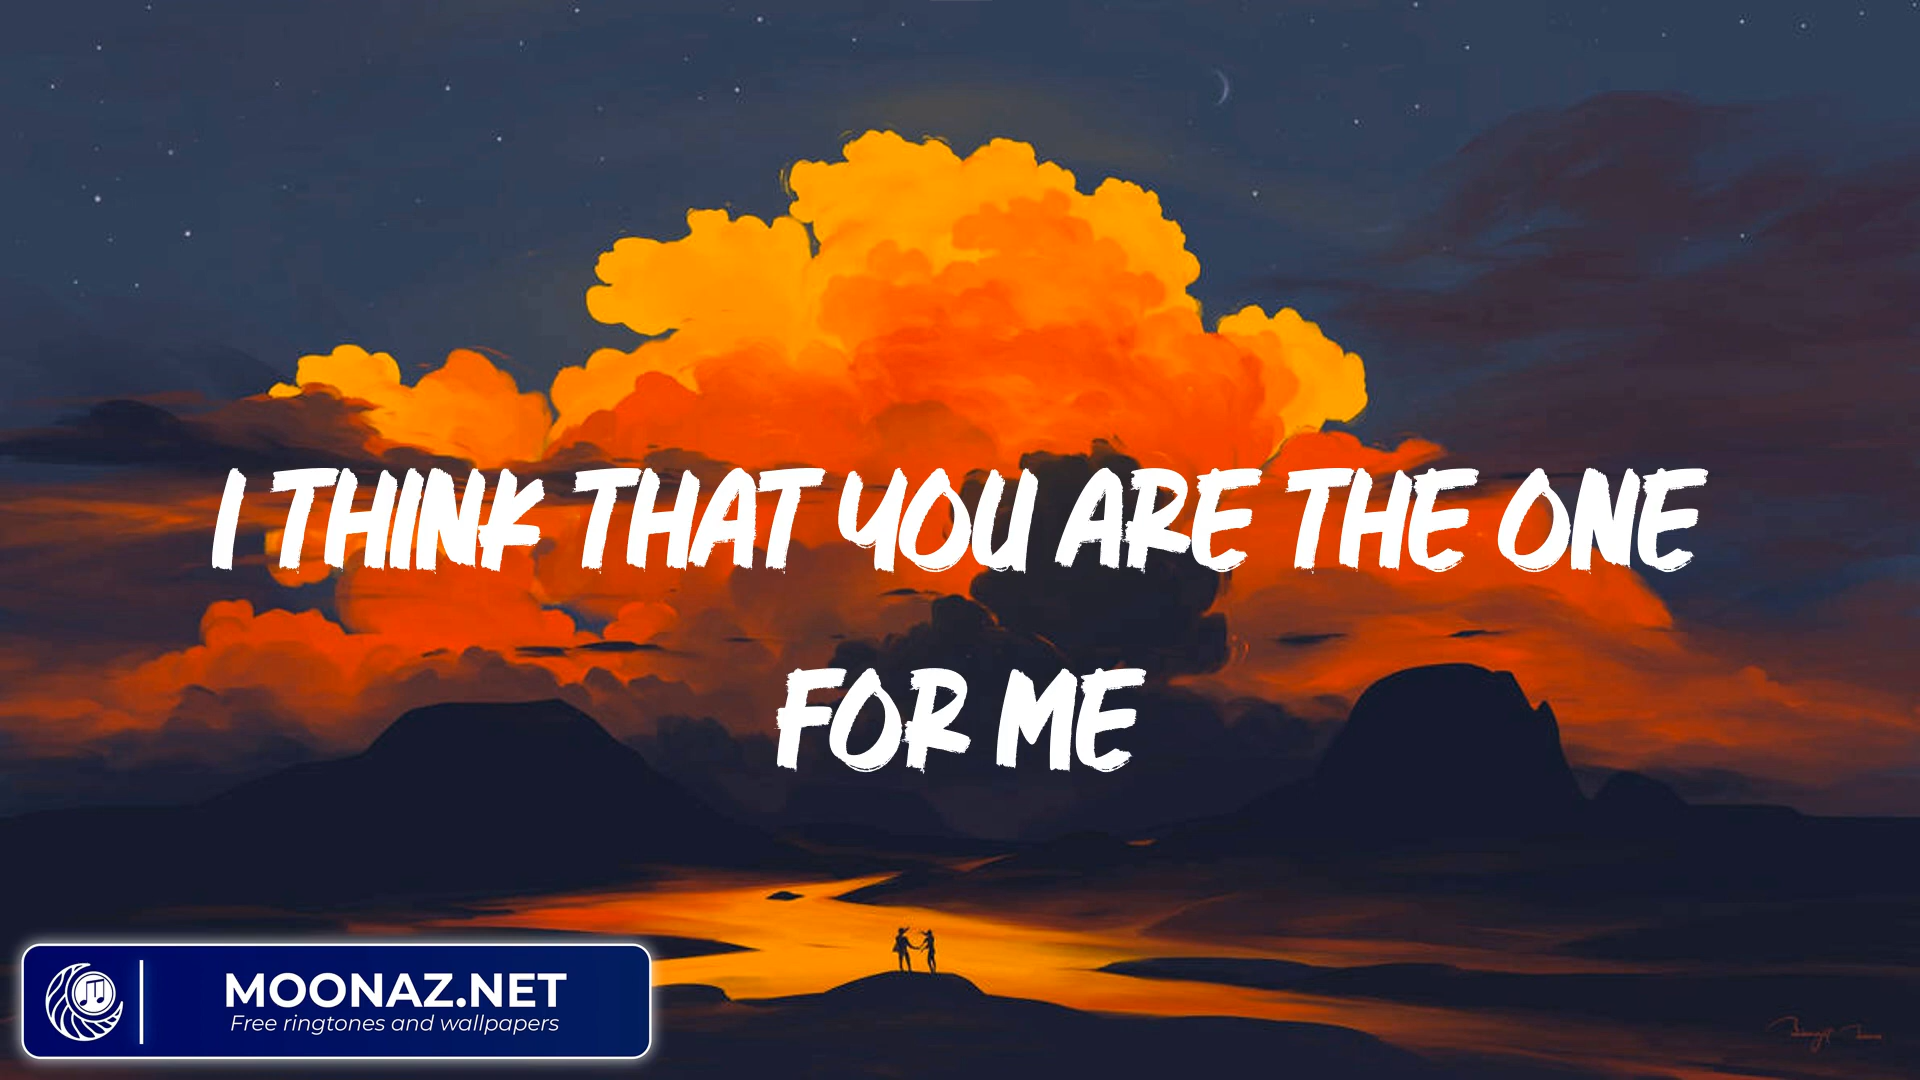 I THINK THAT YOU ARE THE ONE
FOR ME
MOONAZ.NET
Free ringtones and wallpapers